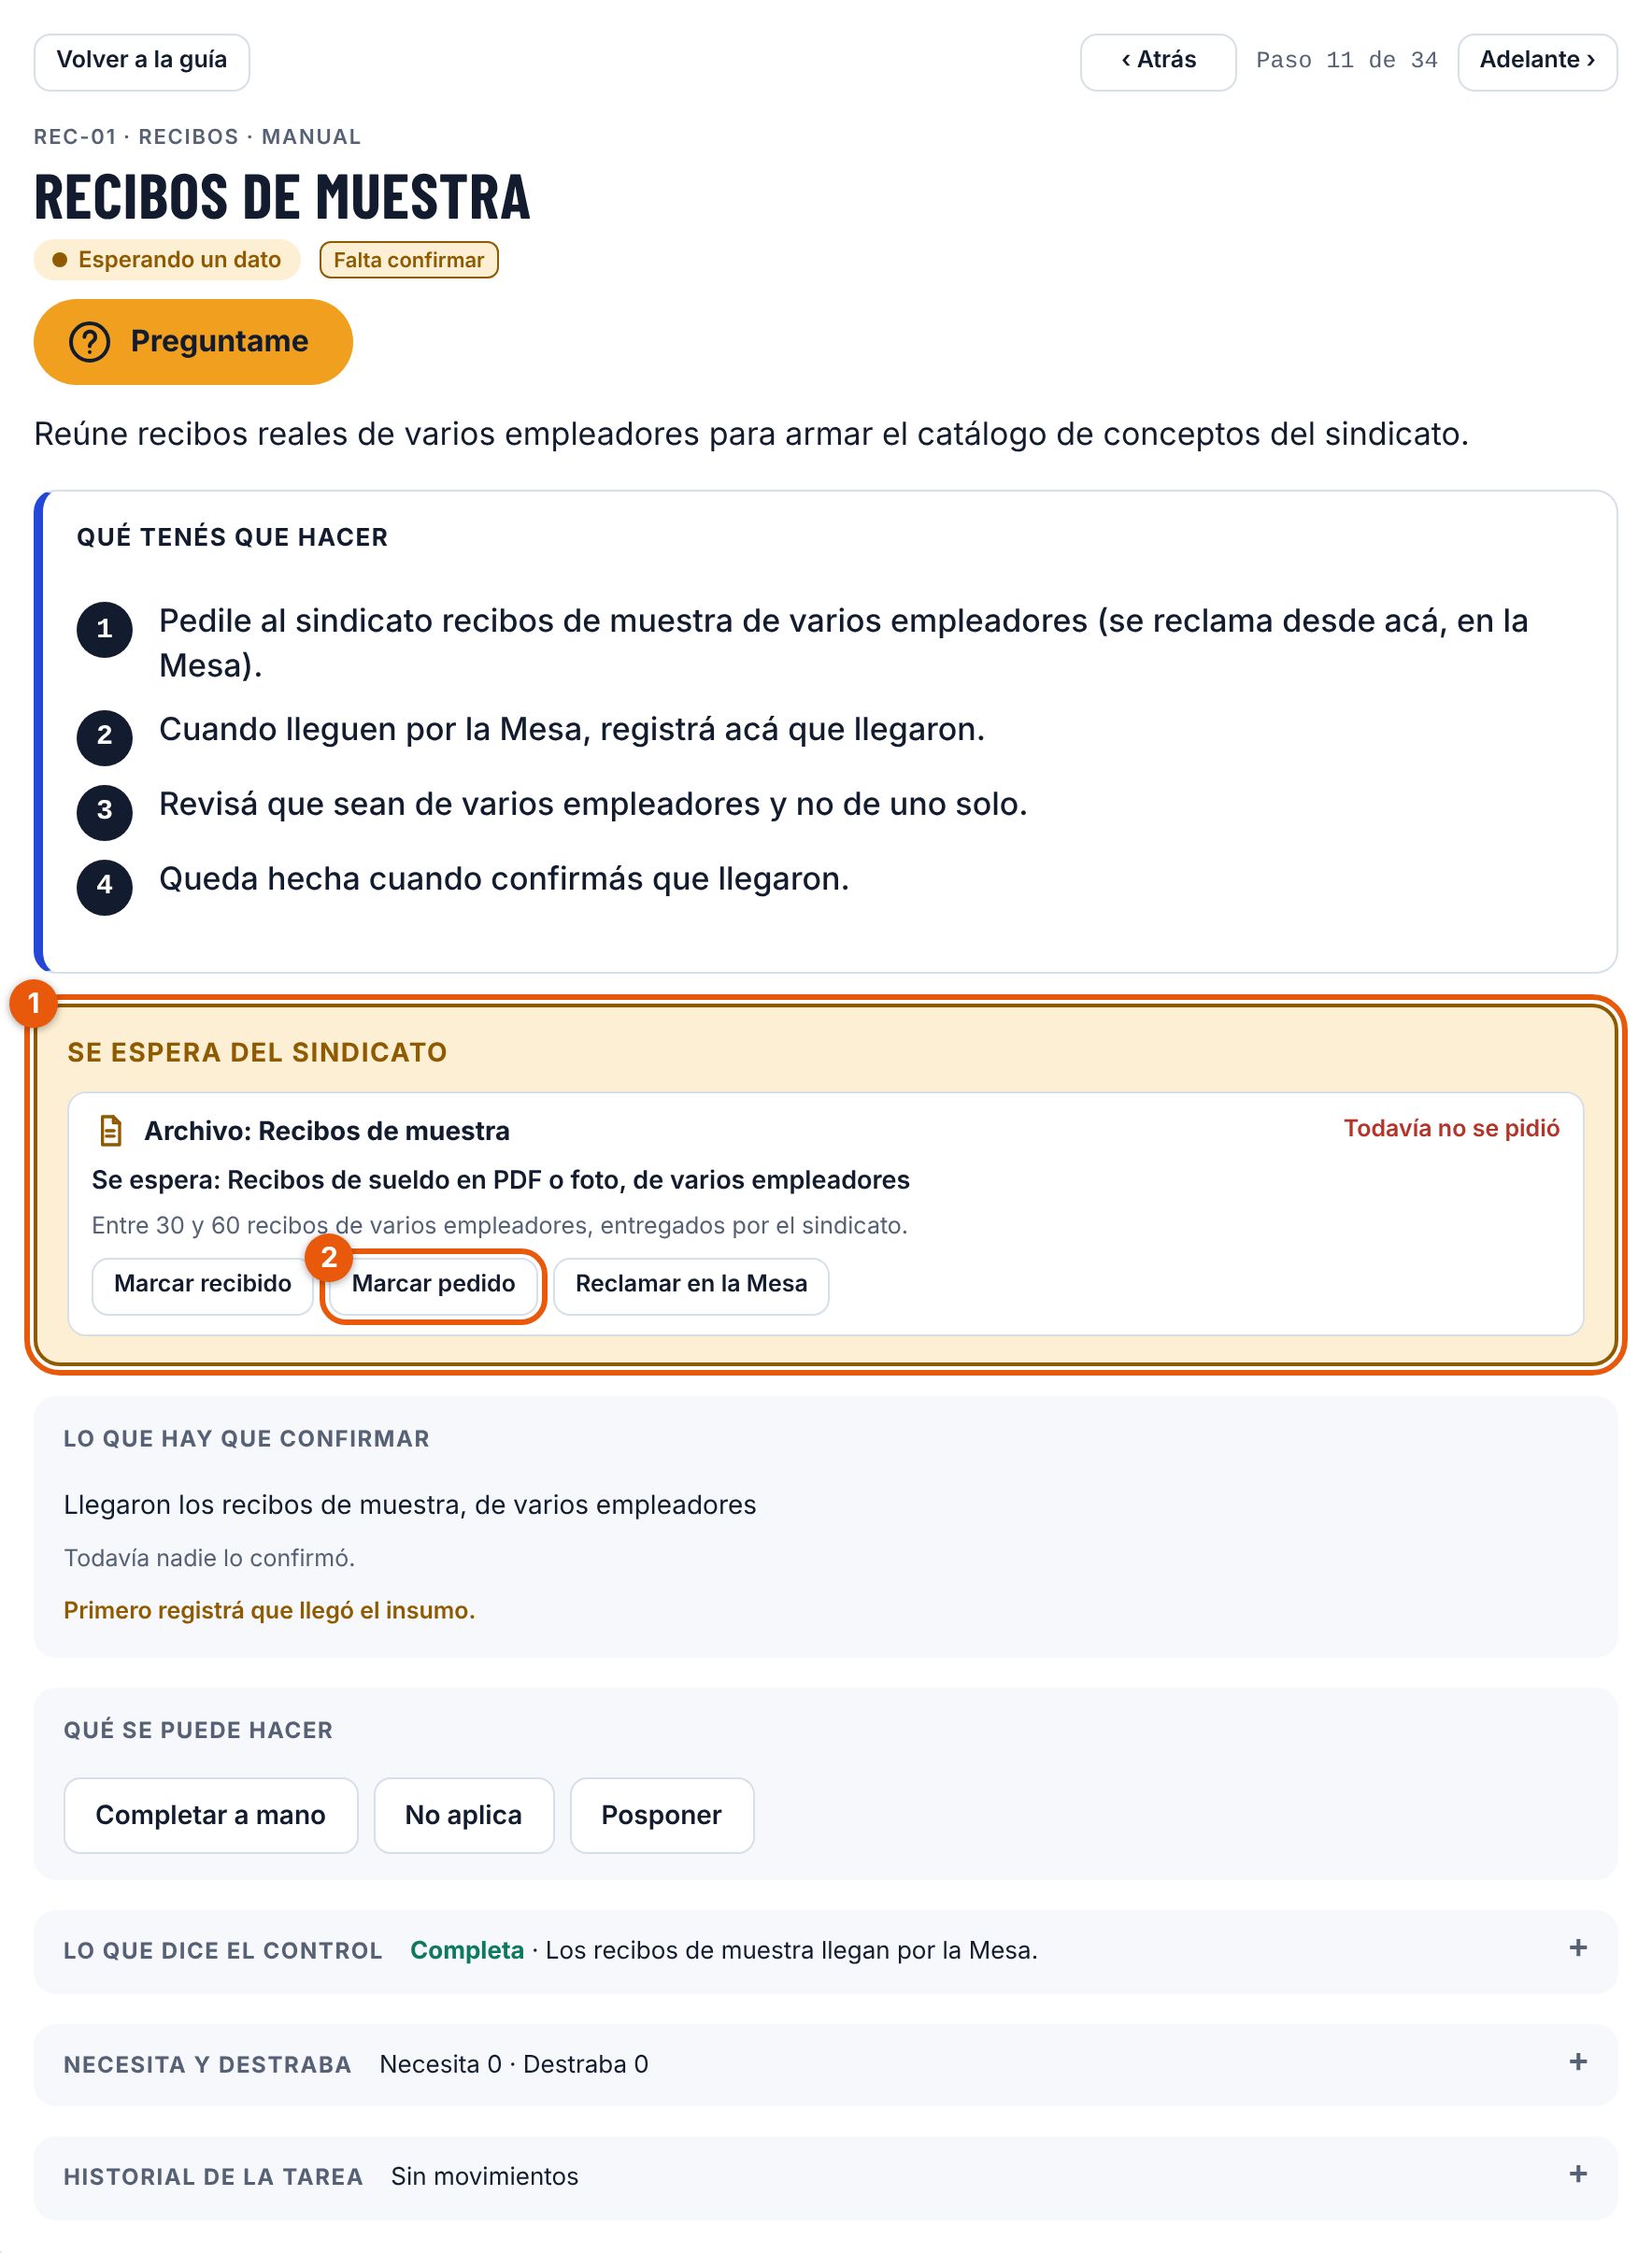 Volver a la guía
‹ Atrás
Paso 11 de 34
Adelante ›
REC-01 · RECIBOS · MANUAL
RECIBOS DE MUESTRA
Esperando un dato
Falta confirmar
? Preguntame
Reúne recibos reales de varios empleadores para armar el catálogo de conceptos del sindicato.
QUÉ TENÉS QUE HACER
1 Pedile al sindicato recibos de muestra de varios empleadores (se reclama desde acá, en la
Mesa).
2 Cuando lleguen por la Mesa, registrá acá que llegaron.
3 Revisá que sean de varios empleadores y no de uno solo.
4 Queda hecha cuando confirmás que llegaron.
1
SE ESPERA DEL SINDICATO
Archivo: Recibos de muestra
Todavía no se pidió
Se espera: Recibos de sueldo en PDF o foto, de varios empleadores
Entre 30 y 60 recibos de varios empleadores, entregados por el sindicato.
Marcar recibido
2
Marcar pedido
Reclamar en la Mesa
LO QUE HAY QUE CONFIRMAR
Llegaron los recibos de muestra, de varios empleadores
Todavía nadie lo confirmó.
Primero registrá que llegó el insumo.
QUÉ SE PUEDE HACER
Completar a mano
No aplica
Posponer
LO QUE DICE EL CONTROL Completa · Los recibos de muestra llegan por la Mesa. +
NECESITA Y DESTRABA Necesita 0 · Destraba 0 +
HISTORIAL DE LA TAREA Sin movimientos +